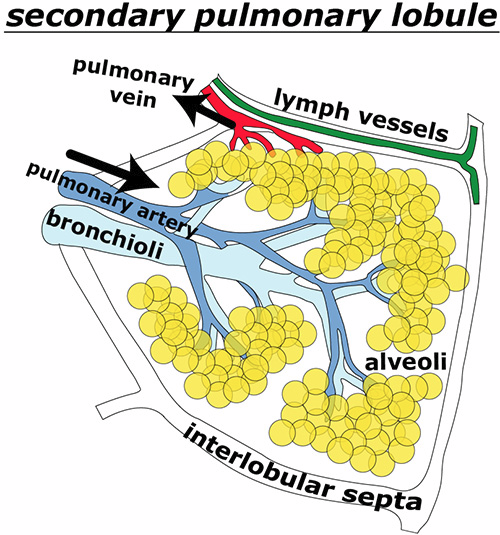 secondary pulmonary lobule
pulmonary
vein
lymph vessels
pulmonary artery
bronchioli
alveoli
interlobular septa